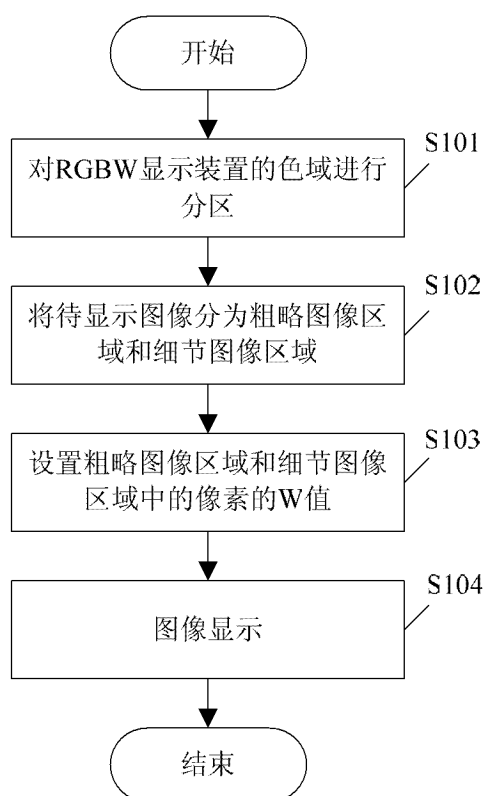 开始
S101
对RGBW显示装置的色域进行
分区
S102
将待显示图像分为粗略图像区
域和细节图像区域
S103
设置粗略图像区域和细节图像
区域中的像素的W值
S104
图像显示
结束